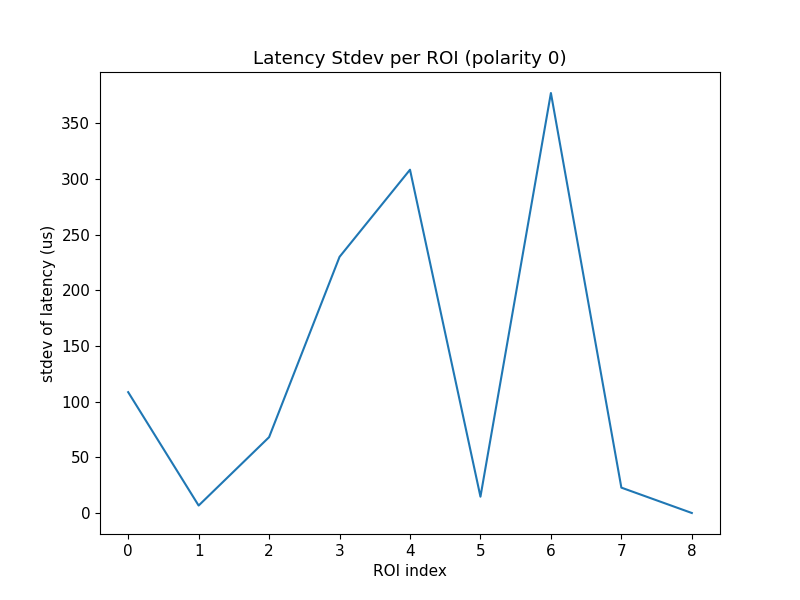 Latency Stdev per ROI (polarity 0)
350
300
250
200
150
100
50
0
stdev of latency (us)
0 1 2 3 4 5 6 7 8
ROI index